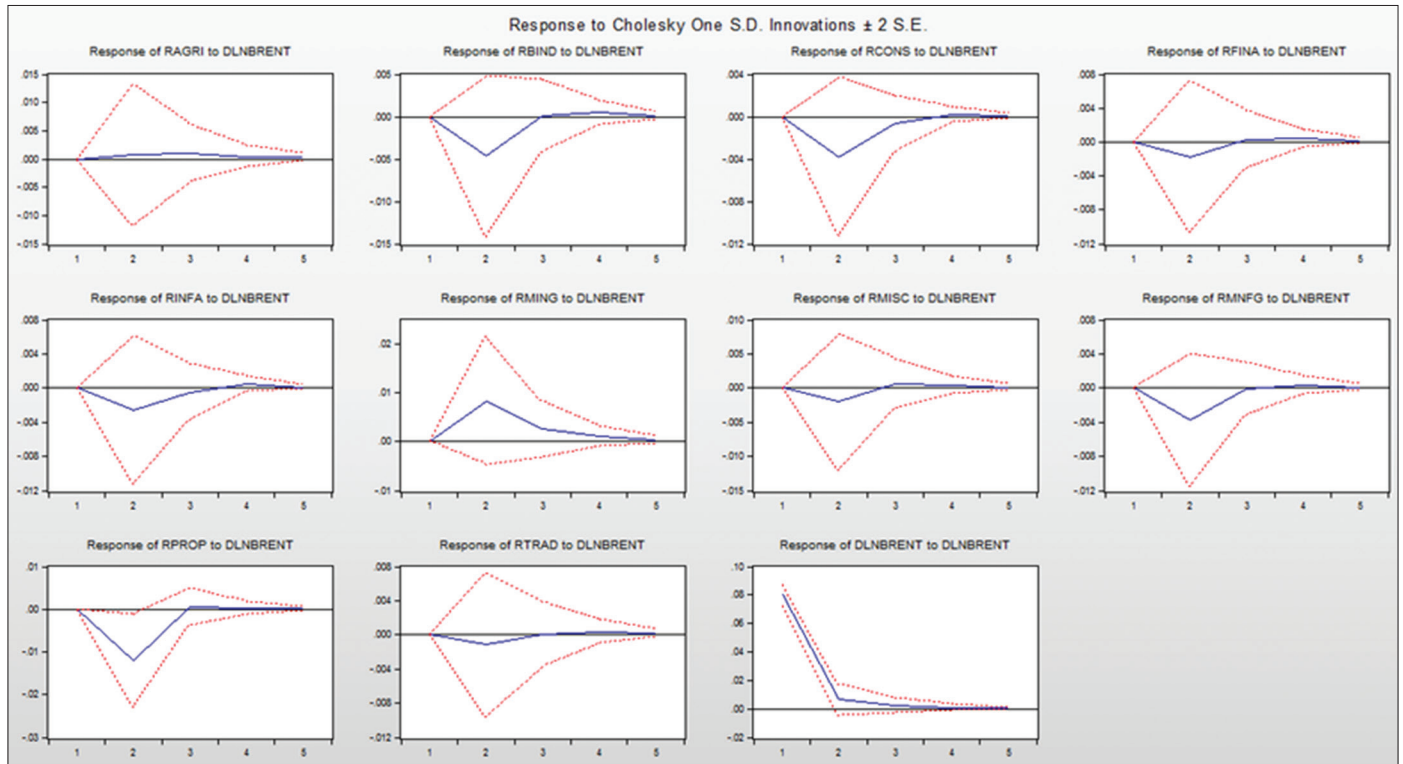 Response to Cholesky One S.D. Innovations ± 2 S.E.
Response of RAGRI to DLNBRENT
.015
.010
.005
.000
-.005
-.010
-.015
1 2 3 4 5
Response of RBIND to DLNBRENT
.005
.000
-.005
-.010
-.015
1 2 3 4 5
Response of RCONS to DLNBRENT
.004
.000
-.004
-.008
-.012
1 2 3 4 5
Response of RFINA to DLNBRENT
.008
.004
.000
-.004
-.008
-.012
1 2 3 4 5
Response of RINFA to DLNBRENT
.008
.004
.000
-.004
-.008
-.012
1 2 3 4 5
Response of RMING to DLNBRENT
.02
.01
.00
-.01
1 2 3 4 5
Response of RMISC to DLNBRENT
.010
.005
.000
-.005
-.010
-.015
1 2 3 4 5
Response of RMNFG to DLNBRENT
.008
.004
.000
-.004
-.008
-.012
1 2 3 4 5
Response of RPROP to DLNBRENT
.01
.00
-.01
-.02
-.03
1 2 3 4 5
Response of RTRAD to DLNBRENT
.008
.004
.000
-.004
-.008
-.012
1 2 3 4 5
Response of DLNBRENT to DLNBRENT
.10
.08
.06
.04
.02
.00
-.02
1 2 3 4 5